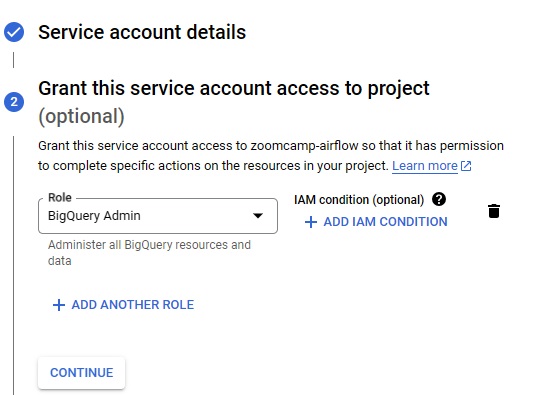 Service account details
2
Grant this service account access to project
(optional)
Grant this service account access to zoomcamp-airflow so that it has permission
to complete specific actions on the resources in your project. Learn more
Role
BigQuery Admin
IAM condition (optional) ?
+ ADD IAM CONDITION
Administer all BigQuery resources and
data
+ ADD ANOTHER ROLE
CONTINUE